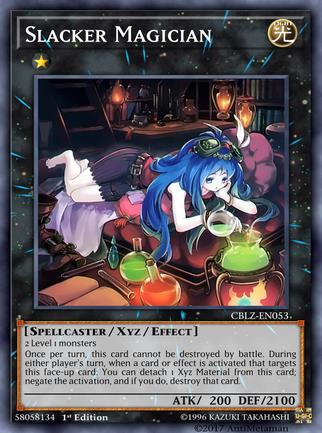 SLACKER MAGICIAN
LIGHT
光
CBLZ-EN053
[SPELLCASTER / XYZ / EFFECT]
2 Level 1 monsters
Once per turn, this card cannot be destroyed by battle. During
either player's turn, when a card or effect is activated that targets
this face-up card: You can detach 1 Xyz Material from this card;
negate the activation, and if you do, destroy that card.
ATK/ 200 DEF/2100
58058134 1st Edition ©1996 KAZUKI TAKAHASHI
©2017 AntiMetaman